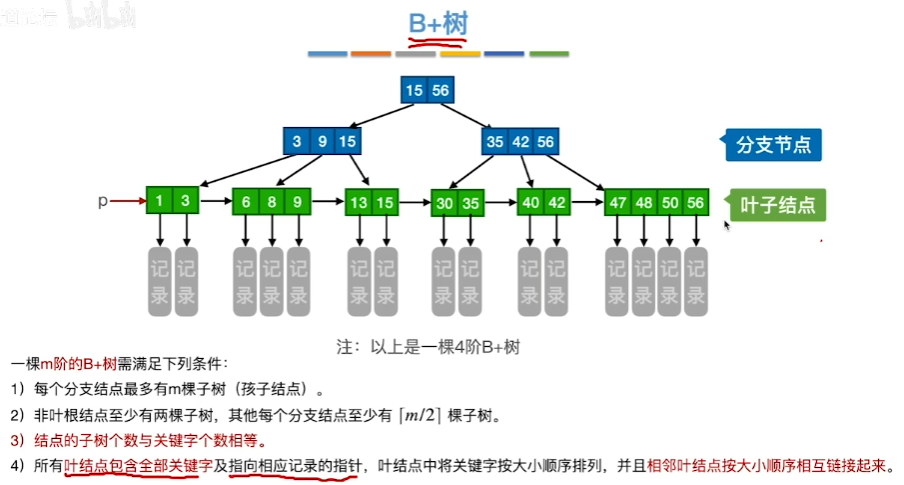 B+树
15 56
3 9 15
35 42 56
分支节点
p
1 3
6 8 9
13 15
30 35
40 42
47 48 50 56
叶子结点
记录 记录 记录 记录 记录 记录 记录 记录 记录 记录 记录 记录 记录 记录 记录
注：以上是一棵4阶B+树
一棵m阶的B+树需满足下列条件：
1）每个分支结点最多有m棵子树（孩子结点）。
2）非叶根结点至少有两棵子树，其他每个分支结点至少有 ⌈m/2⌉ 棵子树。
3）结点的子树个数与关键字个数相等。
4）所有叶结点包含全部关键字及指向相应记录的指针，叶结点中将关键字按大小顺序排列，并且相邻叶结点按大小顺序相互链接起来。